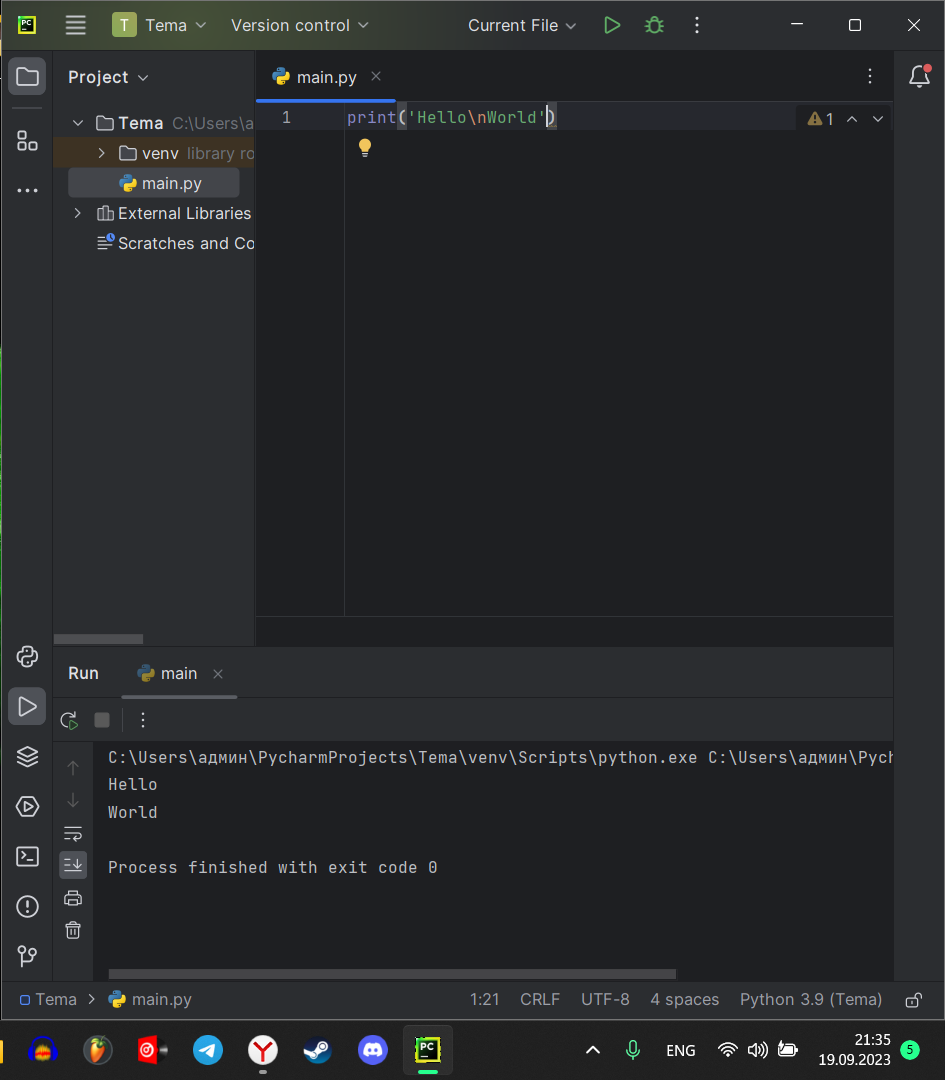 PC T Tema Version control Current File
Project
main.py
Tema C:\Users\a
venv library ro
main.py
External Libraries
Scratches and Co
1 print('Hello\nWorld') 1
Run main
C:\Users\админ\PycharmProjects\Tema\venv\Scripts\python.exe C:\Users\админ\Pych
Hello
World
Process finished with exit code 0
Tema main.py 1:21 CRLF UTF-8 4 spaces Python 3.9 (Tema)
PC ENG 21:35
19.09.2023 5